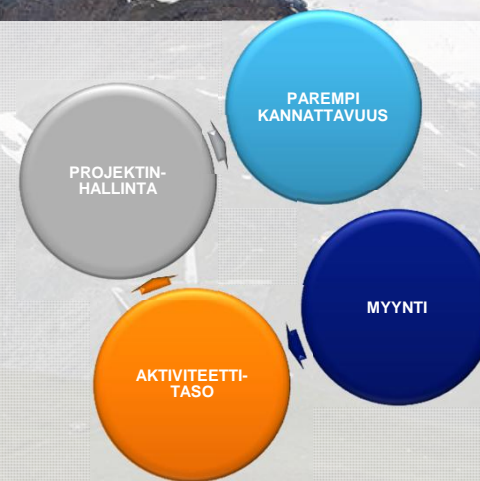 PAREMPI
KANNATTAVUUS
PROJEKTIN-
HALLINTA
MYYNTI
AKTIVITEETTI-
TASO